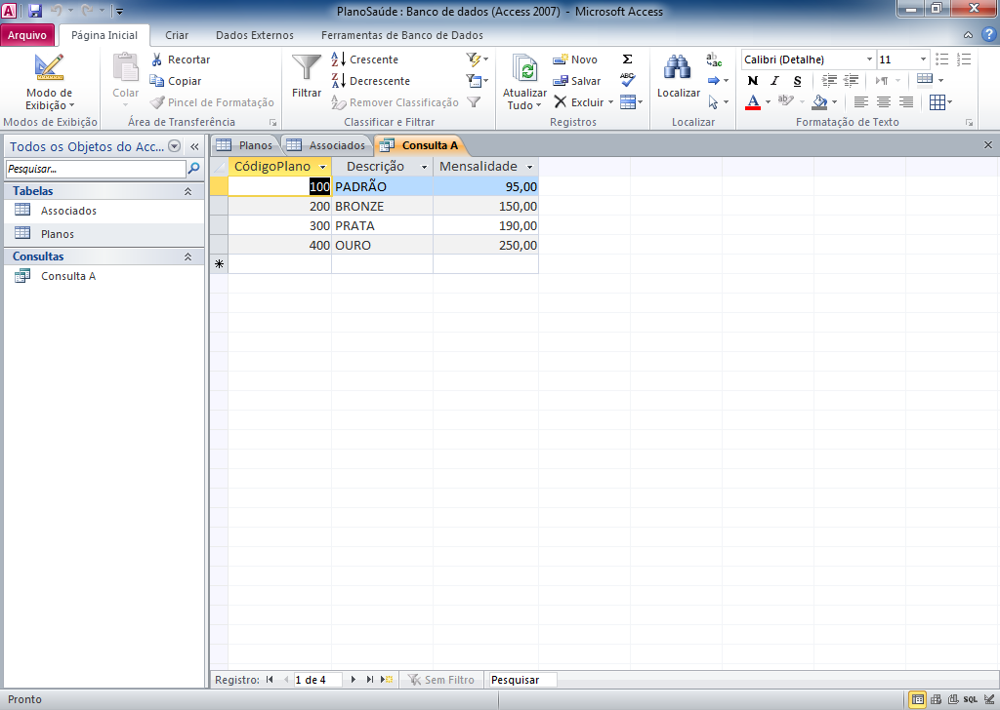 PlanoSaúde : Banco de dados (Access 2007) - Microsoft Access
Arquivo Página Inicial Criar Dados Externos Ferramentas de Banco de Dados
Modo de Exibição
Modos de Exibição
Colar
Recortar
Copiar
Pincel de Formatação
Área de Transferência
Filtrar
Crescente
Decrescente
Remover Classificação
Classificar e Filtrar
Atualizar Tudo
Novo
Salvar
Excluir
Σ
ABC
Registros
Localizar
ab
ac
Localizar
Calibri (Detalhe) 11
N I S
A ab
Formatação de Texto
Todos os Objetos do Acc... «
Pesquisar...
Tabelas
Associados
Planos
Consultas
Consulta A
Planos Associados Consulta A
CódigoPlano Descrição Mensalidade
100 PADRÃO 95,00
200 BRONZE 150,00
300 PRATA 190,00
400 OURO 250,00
*
Registro: 1 de 4 Sem Filtro Pesquisar
Pronto
SQL